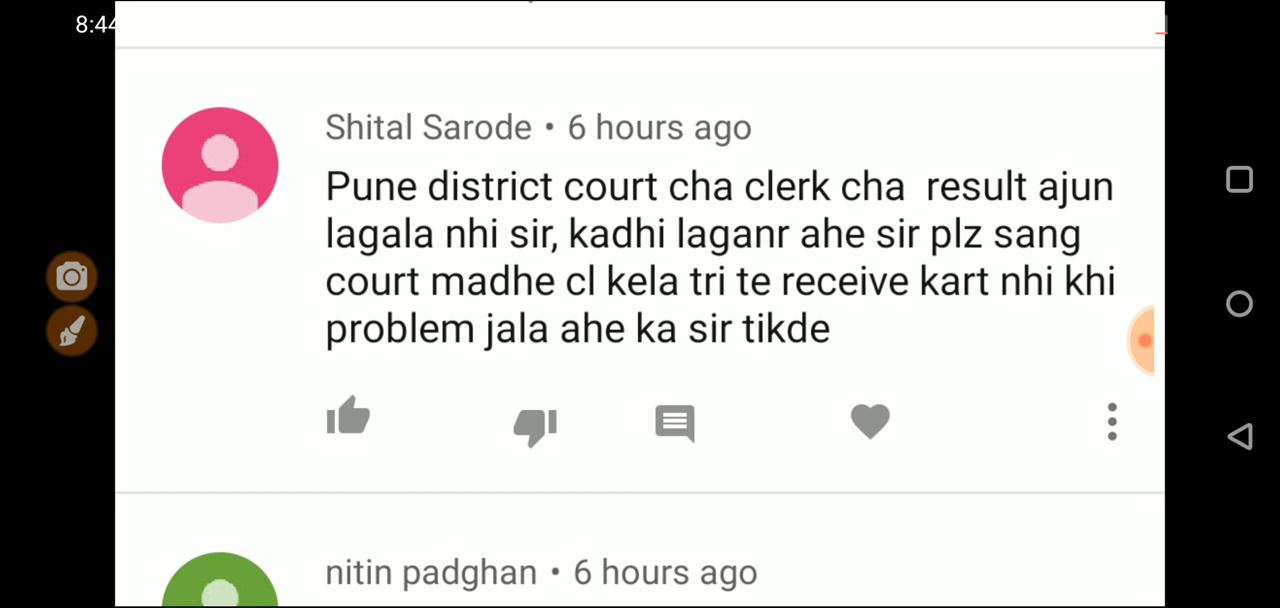 8:44
Shital Sarode • 6 hours ago
Pune district court cha clerk cha result ajun
lagala nhi sir, kadhi laganr ahe sir plz sang
court madhe cl kela tri te receive kart nhi khi
problem jala ahe ka sir tikde
nitin padghan • 6 hours ago